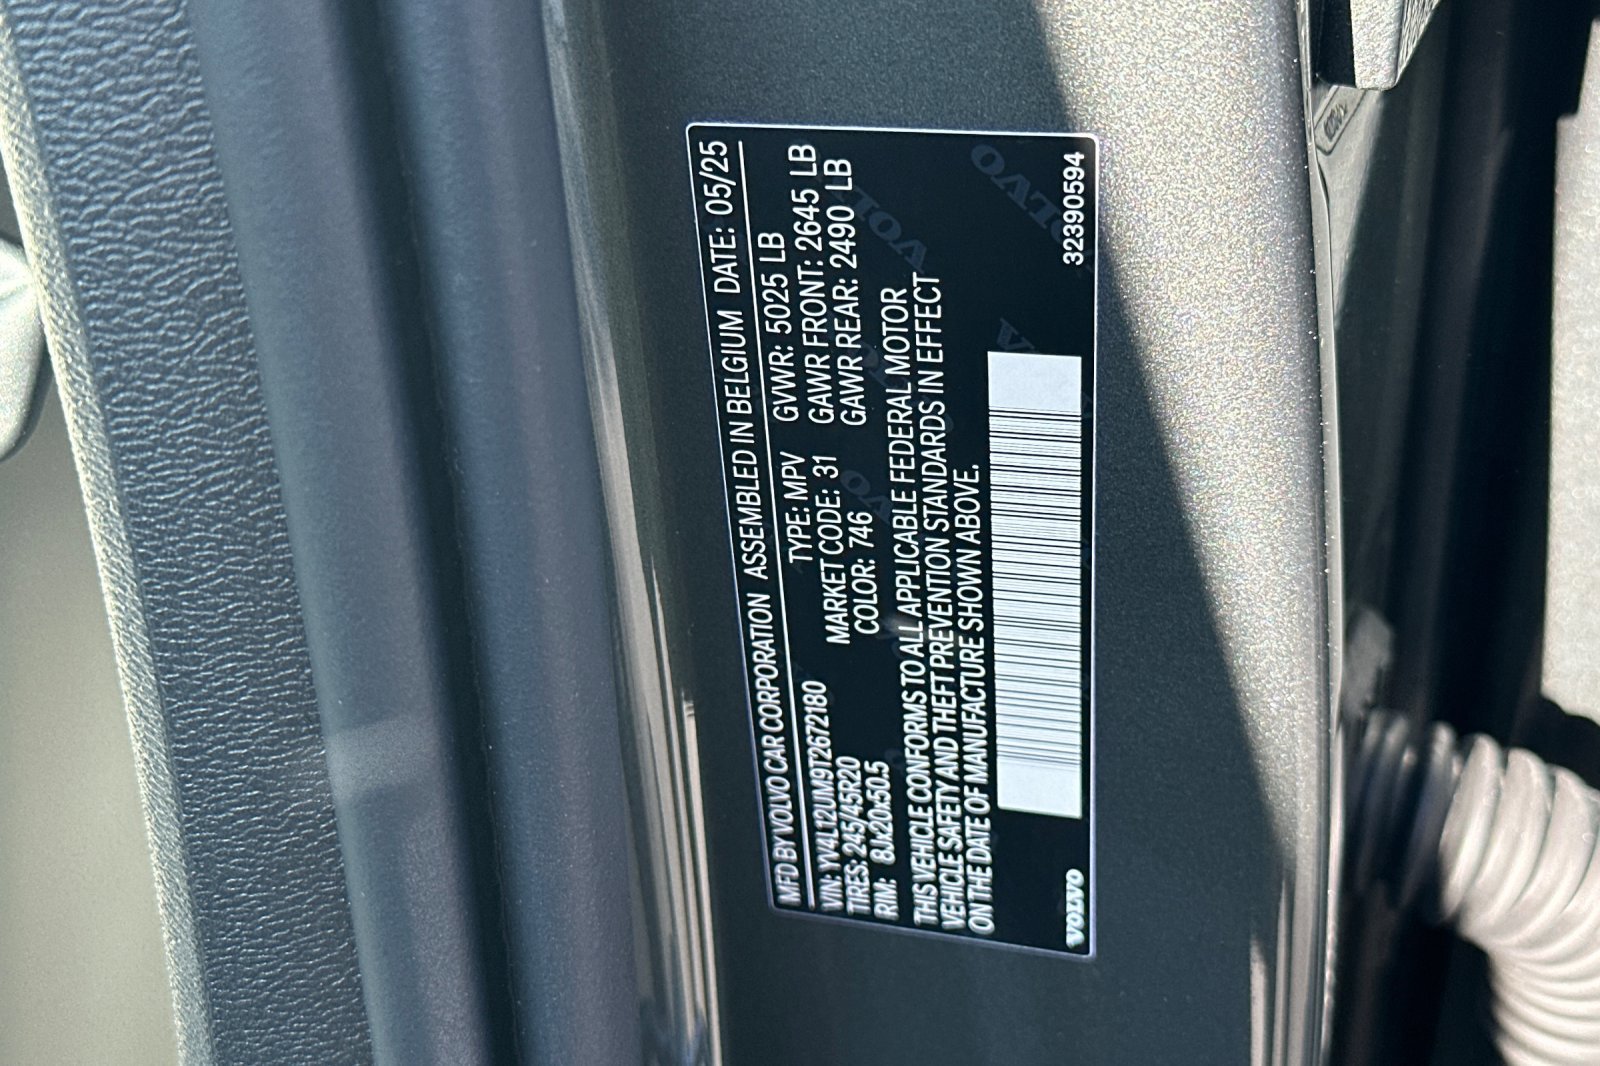 MFD BY VOLVO CAR CORPORATION ASSEMBLED IN BELGIUM DATE: 05/25
VIN: YV4L12UM9T2672180 TYPE: MPV GVWR: 5025 LB
TIRES: 245/45R20 MARKET CODE: 31 GAWR FRONT: 2645 LB
RIM: 8Jx20x50.5 COLOR: 746 GAWR REAR: 2490 LB
THIS VEHICLE CONFORMS TO ALL APPLICABLE FEDERAL MOTOR
VEHICLE SAFETY AND THEFT PREVENTION STANDARDS IN EFFECT
ON THE DATE OF MANUFACTURE SHOWN ABOVE.
VOLVO 32390594